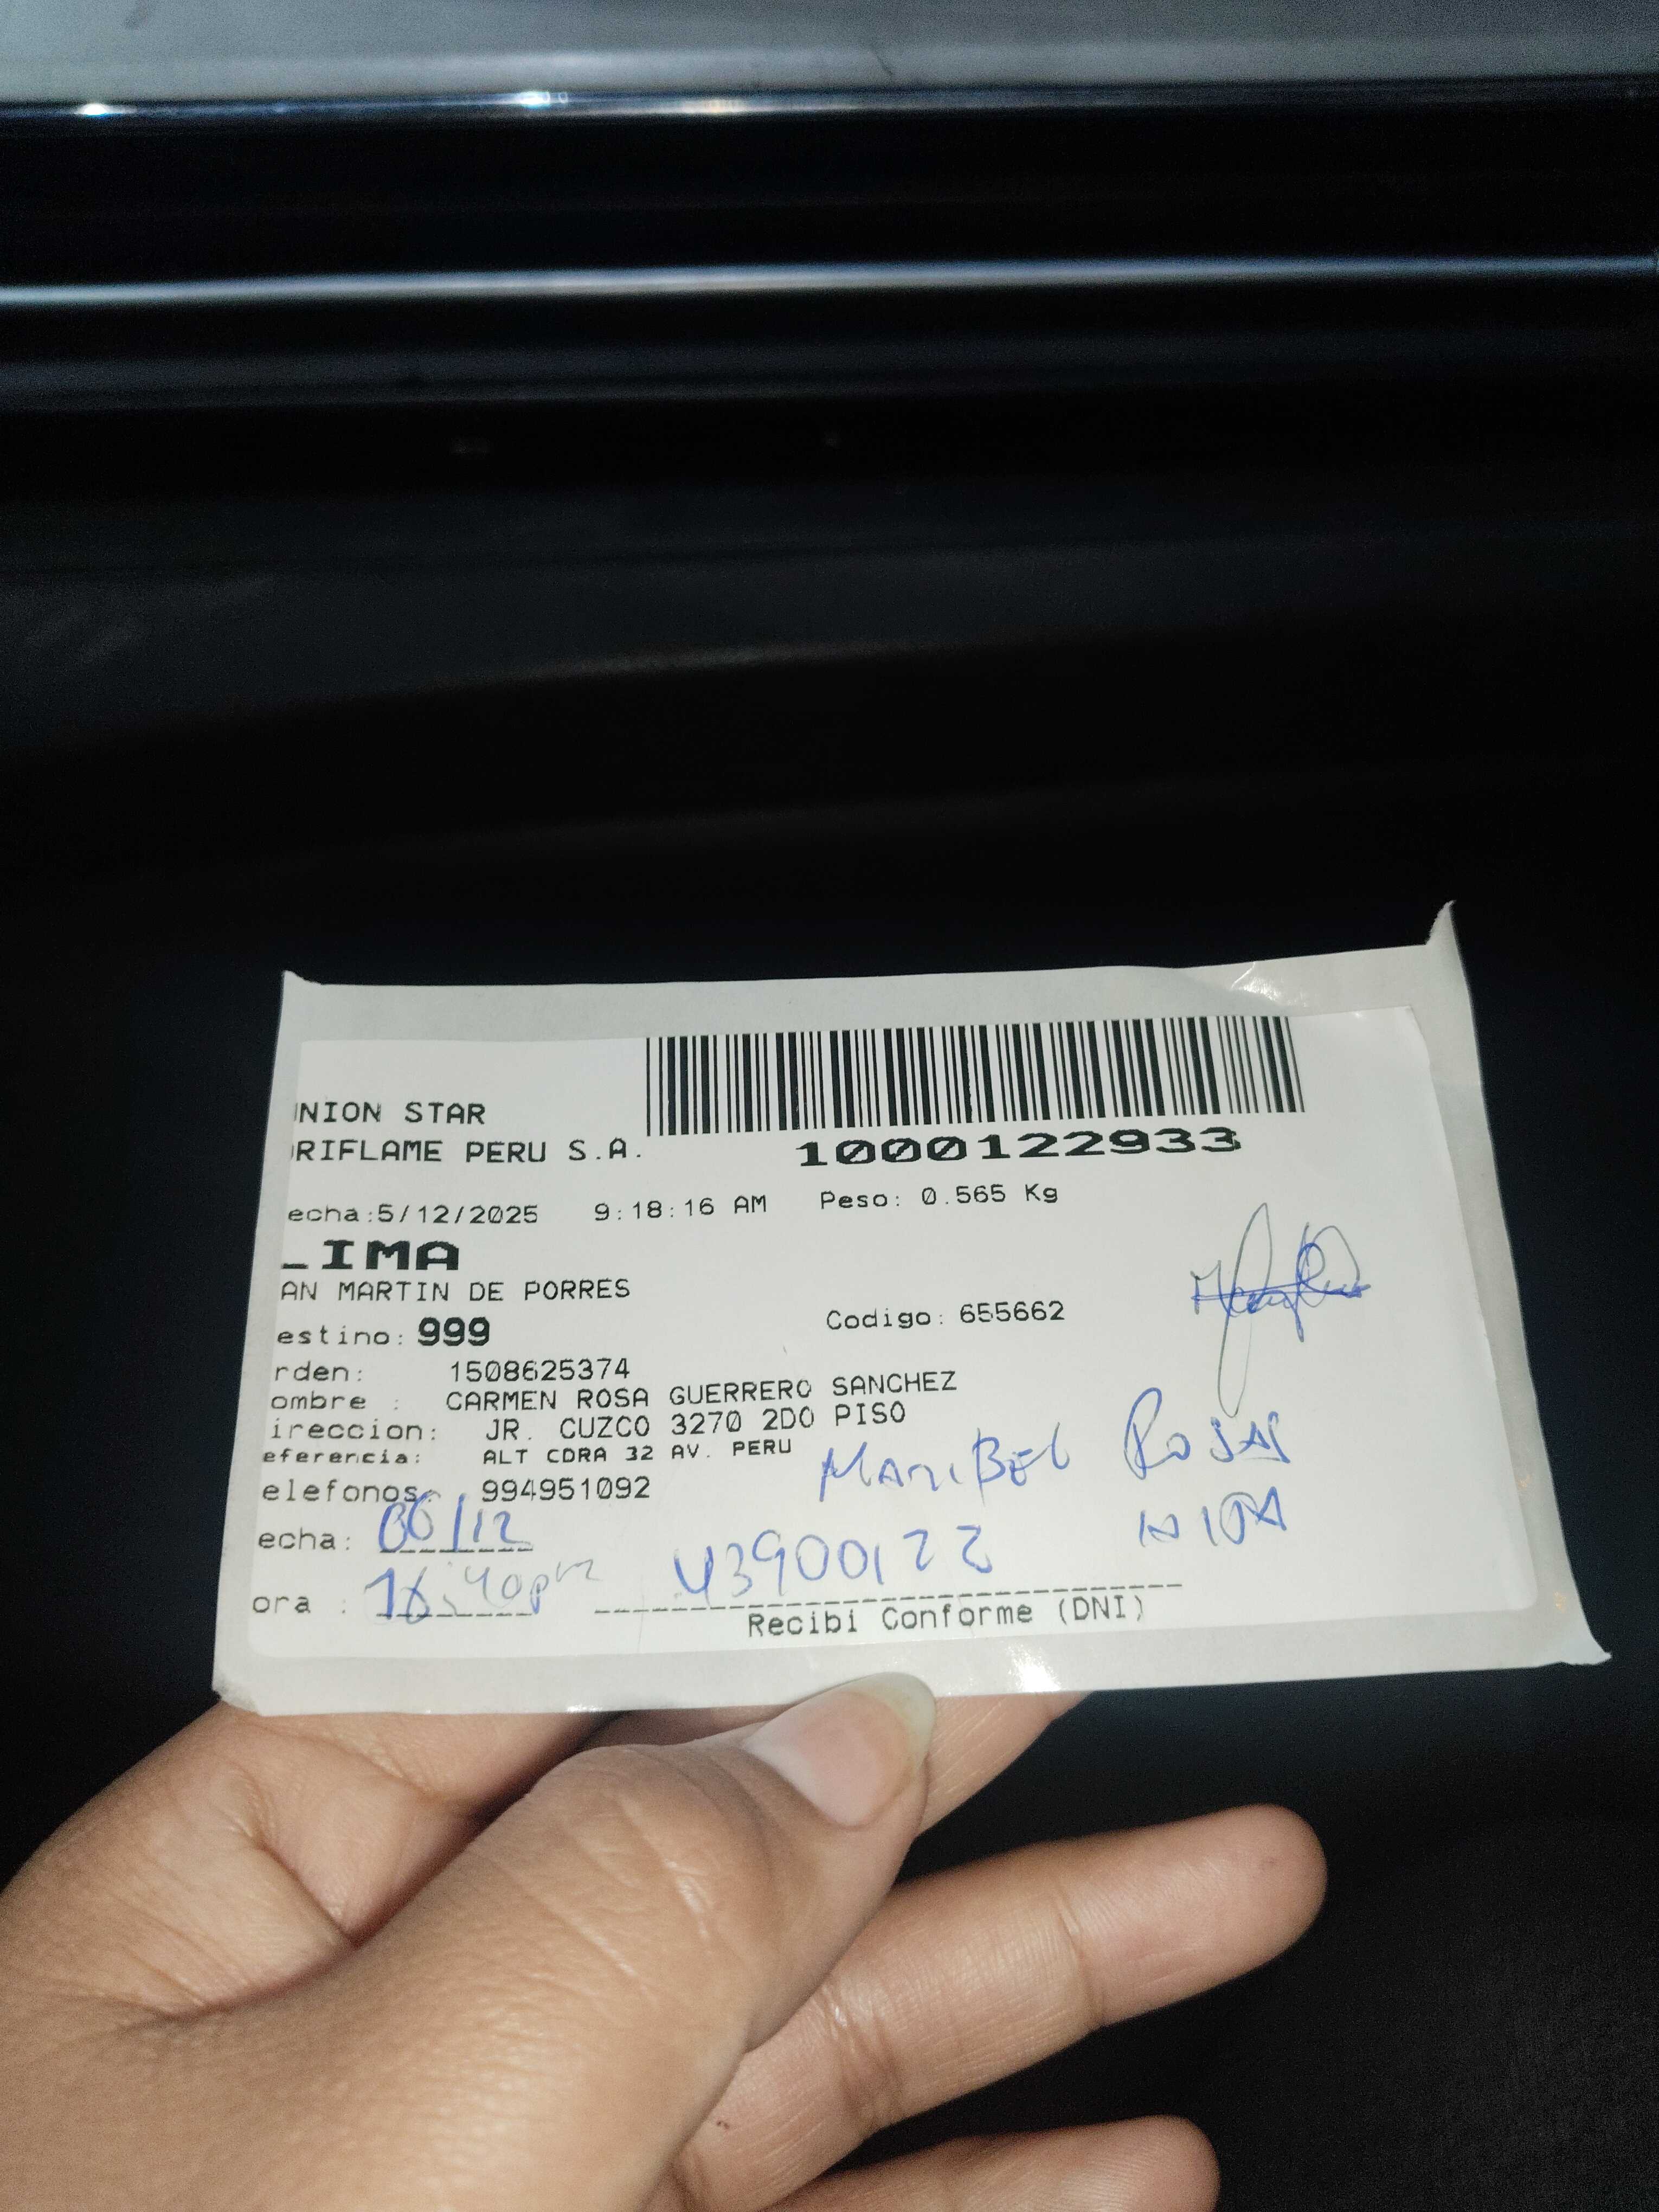 NION STAR
RIFLAME PERU S.A.
1000122933
echa:5/12/2025 9:18:16 AM Peso: 0.565 Kg
IMA
AN MARTIN DE PORRES
estino: 999 Codigo: 655662
rden: 1508625374
ombre : CARMEN ROSA GUERRERO SANCHEZ
ireccion: JR. CUZCO 3270 2DO PISO
eferencia: ALT CDRA 32 AV. PERU
elefonos: 994951092
MARIBEL ROSAS
echa: 06/12
ora : 16:40pm 43900122
Recibi Conforme (DNI)